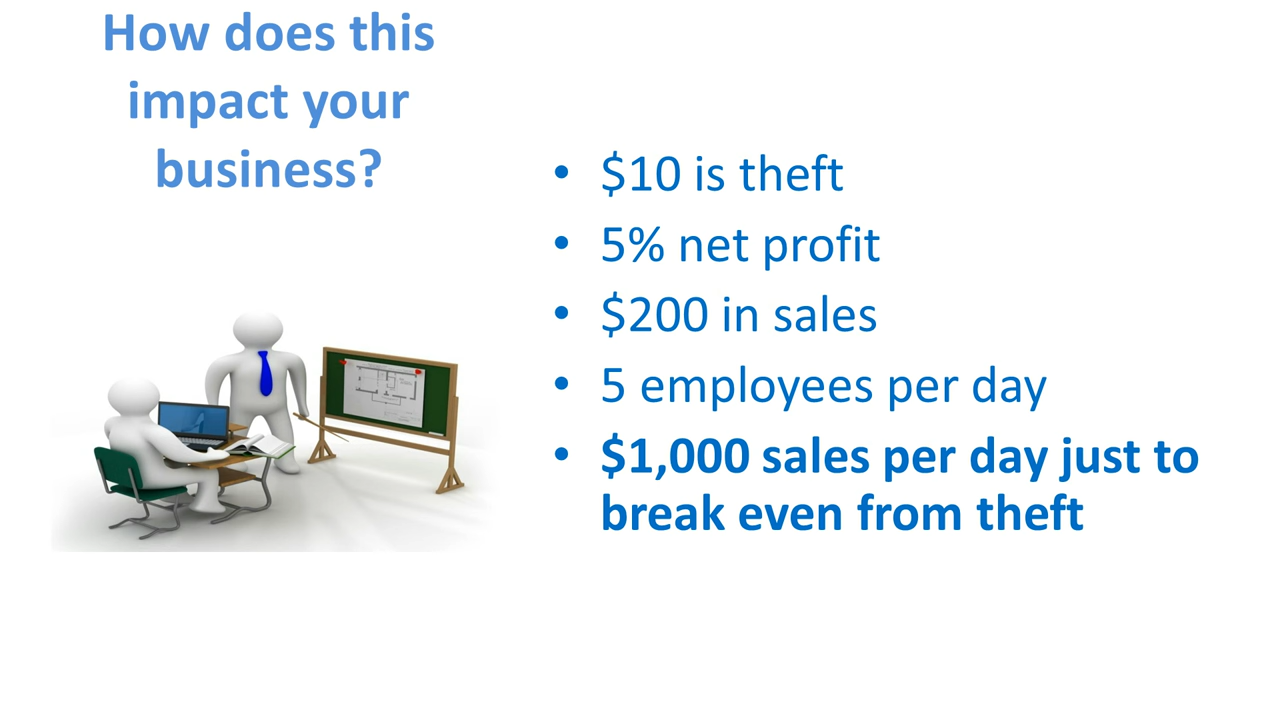 How does this
impact your
business?
• $10 is theft
• 5% net profit
• $200 in sales
• 5 employees per day
• $1,000 sales per day just to
break even from theft